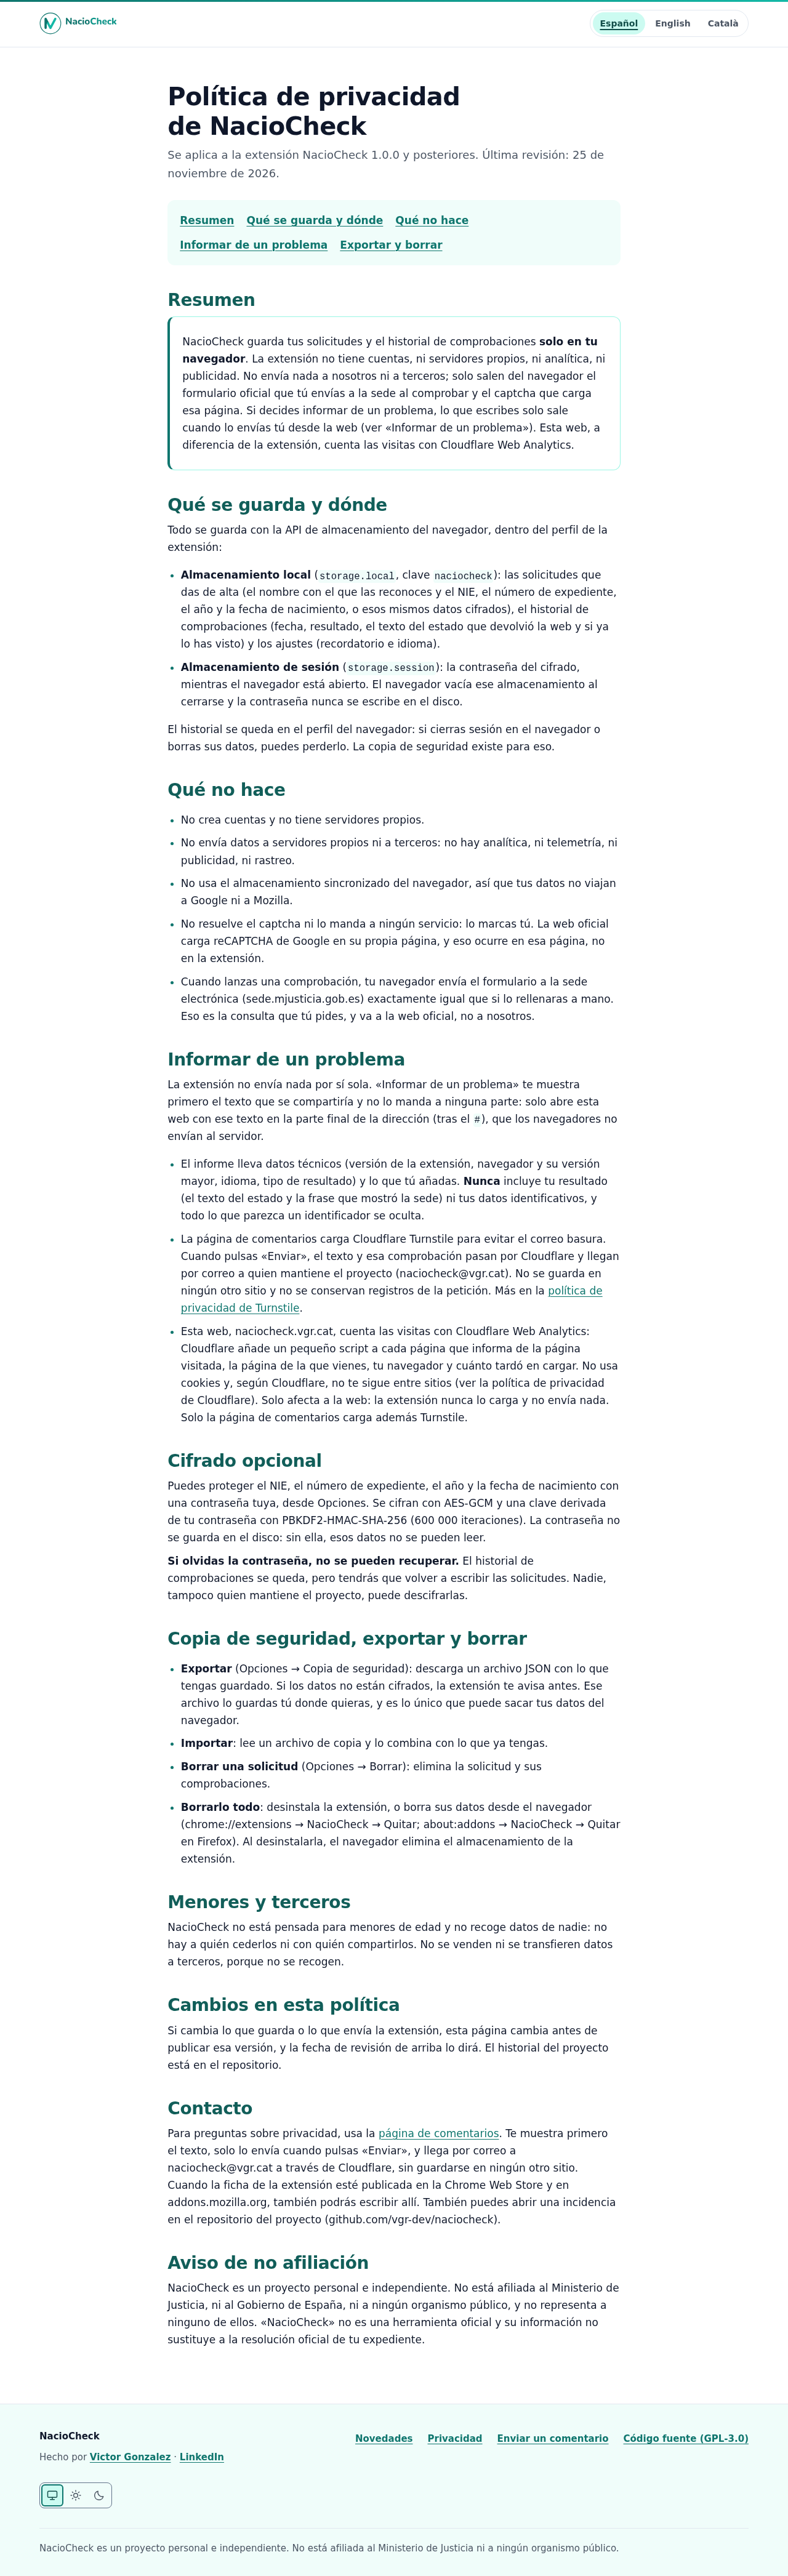 NacioCheck
Español English Català
Política de privacidad
de NacioCheck
Se aplica a la extensión NacioCheck 1.0.0 y posteriores. Última revisión: 25 de
noviembre de 2026.
Resumen Qué se guarda y dónde Qué no hace
Informar de un problema Exportar y borrar
Resumen
NacioCheck guarda tus solicitudes y el historial de comprobaciones solo en tu
navegador. La extensión no tiene cuentas, ni servidores propios, ni analítica, ni
publicidad. No envía nada a nosotros ni a terceros; solo salen del navegador el
formulario oficial que tú envías a la sede al comprobar y el captcha que carga
esa página. Si decides informar de un problema, lo que escribes solo sale
cuando lo envías tú desde la web (ver «Informar de un problema»). Esta web, a
diferencia de la extensión, cuenta las visitas con Cloudflare Web Analytics.
Qué se guarda y dónde
Todo se guarda con la API de almacenamiento del navegador, dentro del perfil de la
extensión:
• Almacenamiento local (storage.local, clave naciocheck): las solicitudes que
das de alta (el nombre con el que las reconoces y el NIE, el número de expediente,
el año y la fecha de nacimiento, o esos mismos datos cifrados), el historial de
comprobaciones (fecha, resultado, el texto del estado que devolvió la web y si ya
lo has visto) y los ajustes (recordatorio e idioma).
• Almacenamiento de sesión (storage.session): la contraseña del cifrado,
mientras el navegador está abierto. El navegador vacía ese almacenamiento al
cerrarse y la contraseña nunca se escribe en el disco.
El historial se queda en el perfil del navegador: si cierras sesión en el navegador o
borras sus datos, puedes perderlo. La copia de seguridad existe para eso.
Qué no hace
• No crea cuentas y no tiene servidores propios.
• No envía datos a servidores propios ni a terceros: no hay analítica, ni telemetría, ni
publicidad, ni rastreo.
• No usa el almacenamiento sincronizado del navegador, así que tus datos no viajan
a Google ni a Mozilla.
• No resuelve el captcha ni lo manda a ningún servicio: lo marcas tú. La web oficial
carga reCAPTCHA de Google en su propia página, y eso ocurre en esa página, no
en la extensión.
• Cuando lanzas una comprobación, tu navegador envía el formulario a la sede
electrónica (sede.mjusticia.gob.es) exactamente igual que si lo rellenaras a mano.
Eso es la consulta que tú pides, y va a la web oficial, no a nosotros.
Informar de un problema
La extensión no envía nada por sí sola. «Informar de un problema» te muestra
primero el texto que se compartiría y no lo manda a ninguna parte: solo abre esta
web con ese texto en la parte final de la dirección (tras el #), que los navegadores no
envían al servidor.
• El informe lleva datos técnicos (versión de la extensión, navegador y su versión
mayor, idioma, tipo de resultado) y lo que tú añadas. Nunca incluye tu resultado
(el texto del estado y la frase que mostró la sede) ni tus datos identificativos, y
todo lo que parezca un identificador se oculta.
• La página de comentarios carga Cloudflare Turnstile para evitar el correo basura.
Cuando pulsas «Enviar», el texto y esa comprobación pasan por Cloudflare y llegan
por correo a quien mantiene el proyecto (naciocheck@vgr.cat). No se guarda en
ningún otro sitio y no se conservan registros de la petición. Más en la política de
privacidad de Turnstile.
• Esta web, naciocheck.vgr.cat, cuenta las visitas con Cloudflare Web Analytics:
Cloudflare añade un pequeño script a cada página que informa de la página
visitada, la página de la que vienes, tu navegador y cuánto tardó en cargar. No usa
cookies y, según Cloudflare, no te sigue entre sitios (ver la política de privacidad
de Cloudflare). Solo afecta a la web: la extensión nunca lo carga y no envía nada.
Solo la página de comentarios carga además Turnstile.
Cifrado opcional
Puedes proteger el NIE, el número de expediente, el año y la fecha de nacimiento con
una contraseña tuya, desde Opciones. Se cifran con AES-GCM y una clave derivada
de tu contraseña con PBKDF2-HMAC-SHA-256 (600 000 iteraciones). La contraseña no
se guarda en el disco: sin ella, esos datos no se pueden leer.
Si olvidas la contraseña, no se pueden recuperar. El historial de
comprobaciones se queda, pero tendrás que volver a escribir las solicitudes. Nadie,
tampoco quien mantiene el proyecto, puede descifrarlas.
Copia de seguridad, exportar y borrar
• Exportar (Opciones → Copia de seguridad): descarga un archivo JSON con lo que
tengas guardado. Si los datos no están cifrados, la extensión te avisa antes. Ese
archivo lo guardas tú donde quieras, y es lo único que puede sacar tus datos del
navegador.
• Importar: lee un archivo de copia y lo combina con lo que ya tengas.
• Borrar una solicitud (Opciones → Borrar): elimina la solicitud y sus
comprobaciones.
• Borrarlo todo: desinstala la extensión, o borra sus datos desde el navegador
(chrome://extensions → NacioCheck → Quitar; about:addons → NacioCheck → Quitar
en Firefox). Al desinstalarla, el navegador elimina el almacenamiento de la
extensión.
Menores y terceros
NacioCheck no está pensada para menores de edad y no recoge datos de nadie: no
hay a quién cederlos ni con quién compartirlos. No se venden ni se transfieren datos
a terceros, porque no se recogen.
Cambios en esta política
Si cambia lo que guarda o lo que envía la extensión, esta página cambia antes de
publicar esa versión, y la fecha de revisión de arriba lo dirá. El historial del proyecto
está en el repositorio.
Contacto
Para preguntas sobre privacidad, usa la página de comentarios. Te muestra primero
el texto, solo lo envía cuando pulsas «Enviar», y llega por correo a
naciocheck@vgr.cat a través de Cloudflare, sin guardarse en ningún otro sitio.
Cuando la ficha de la extensión esté publicada en la Chrome Web Store y en
addons.mozilla.org, también podrás escribir allí. También puedes abrir una incidencia
en el repositorio del proyecto (github.com/vgr-dev/naciocheck).
Aviso de no afiliación
NacioCheck es un proyecto personal e independiente. No está afiliada al Ministerio de
Justicia, ni al Gobierno de España, ni a ningún organismo público, y no representa a
ninguno de ellos. «NacioCheck» no es una herramienta oficial y su información no
sustituye a la resolución oficial de tu expediente.
NacioCheck
Hecho por Victor Gonzalez · LinkedIn
Novedades Privacidad Enviar un comentario Código fuente (GPL-3.0)
NacioCheck es un proyecto personal e independiente. No está afiliada al Ministerio de Justicia ni a ningún organismo público.